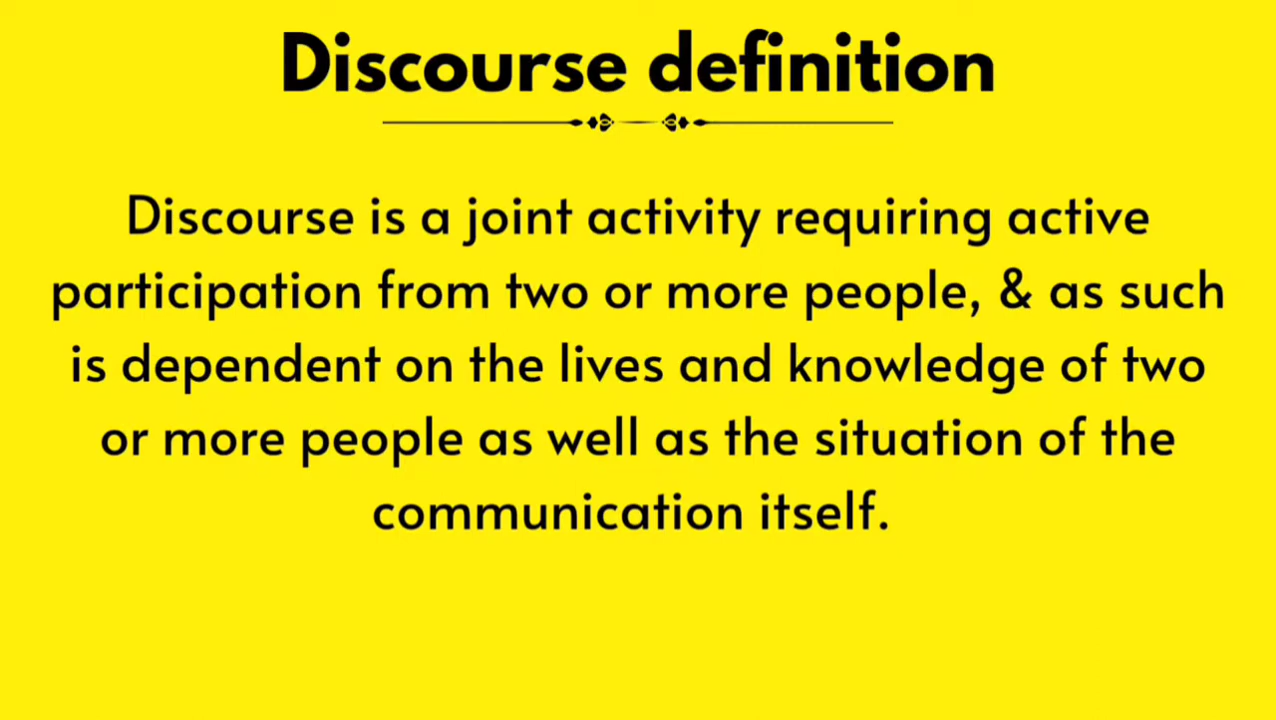 Discourse definition
Discourse is a joint activity requiring active
participation from two or more people, & as such
is dependent on the lives and knowledge of two
or more people as well as the situation of the
communication itself.